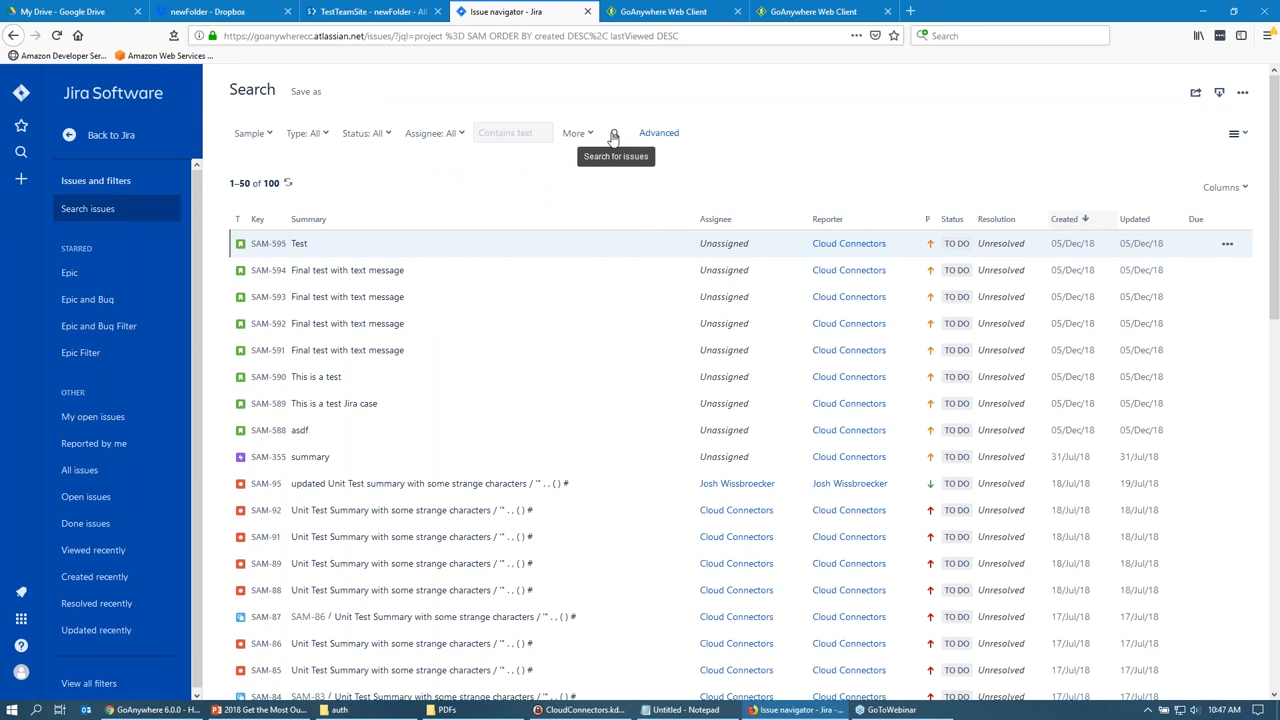 My Drive - Google Drive
newFolder - Dropbox
TestTeamSite - newFolder - All
Issue navigator - Jira
GoAnywhere Web Client
GoAnywhere Web Client
https://goanywherecc.atlassian.net/issues/?jql=project %3D SAM ORDER BY created DESC%2C lastViewed DESC
Search
Amazon Developer Ser...
Amazon Web Services ...
Jira Software
Back to Jira
Issues and filters
Search issues
STARRED
Epic
Epic and Bug
Epic and Bug Filter
Epic Filter
OTHER
My open issues
Reported by me
All issues
Open issues
Done issues
Viewed recently
Created recently
Resolved recently
Updated recently
View all filters
Search Save as
Sample Type: All Status: All Assignee: All Contains text More Advanced
Search for issues
1–50 of 100
Columns
T Key Summary Assignee Reporter P Status Resolution Created Updated Due
SAM-595 Test Unassigned Cloud Connectors TO DO Unresolved 05/Dec/18 05/Dec/18
SAM-594 Final test with text message Unassigned Cloud Connectors TO DO Unresolved 05/Dec/18 05/Dec/18
SAM-593 Final test with text message Unassigned Cloud Connectors TO DO Unresolved 05/Dec/18 05/Dec/18
SAM-592 Final test with text message Unassigned Cloud Connectors TO DO Unresolved 05/Dec/18 05/Dec/18
SAM-591 Final test with text message Unassigned Cloud Connectors TO DO Unresolved 05/Dec/18 05/Dec/18
SAM-590 This is a test Unassigned Cloud Connectors TO DO Unresolved 05/Dec/18 05/Dec/18
SAM-589 This is a test Jira case Unassigned Cloud Connectors TO DO Unresolved 05/Dec/18 05/Dec/18
SAM-588 asdf Unassigned Cloud Connectors TO DO Unresolved 05/Dec/18 05/Dec/18
SAM-355 summary Unassigned Cloud Connectors TO DO Unresolved 31/Jul/18 31/Jul/18
SAM-95 updated Unit Test summary with some strange characters / '" . , ( ) # Josh Wissbroecker Josh Wissbroecker TO DO Unresolved 18/Jul/18 19/Jul/18
SAM-92 Unit Test Summary with some strange characters / '" . , ( ) # Cloud Connectors Cloud Connectors TO DO Unresolved 18/Jul/18 18/Jul/18
SAM-91 Unit Test Summary with some strange characters / '" . , ( ) # Cloud Connectors Cloud Connectors TO DO Unresolved 18/Jul/18 18/Jul/18
SAM-89 Unit Test Summary with some strange characters / '" . , ( ) # Cloud Connectors Cloud Connectors TO DO Unresolved 18/Jul/18 18/Jul/18
SAM-88 Unit Test Summary with some strange characters / '" . , ( ) # Cloud Connectors Cloud Connectors TO DO Unresolved 18/Jul/18 18/Jul/18
SAM-87 SAM-86 / Unit Test Summary with some strange characters / '" . , ( ) # Cloud Connectors Cloud Connectors TO DO Unresolved 17/Jul/18 17/Jul/18
SAM-86 Unit Test Summary with some strange characters / '" . , ( ) # Cloud Connectors Cloud Connectors TO DO Unresolved 17/Jul/18 17/Jul/18
SAM-85 Unit Test Summary with some strange characters / '" . , ( ) # Cloud Connectors Cloud Connectors TO DO Unresolved 17/Jul/18 17/Jul/18
SAM-84 SAM-83 / Unit Test Summary with some strange characters / '" . , ( ) # Cloud Connectors Cloud Connectors TO DO Unresolved 17/Jul/18 17/Jul/18
GoAnywhere 6.0.0 - H...
2018 Get the Most Ou...
auth
PDFs
CloudConnectors.kd...
Untitled - Notepad
Issue navigator - Jira -...
GoToWebinar
10:47 AM